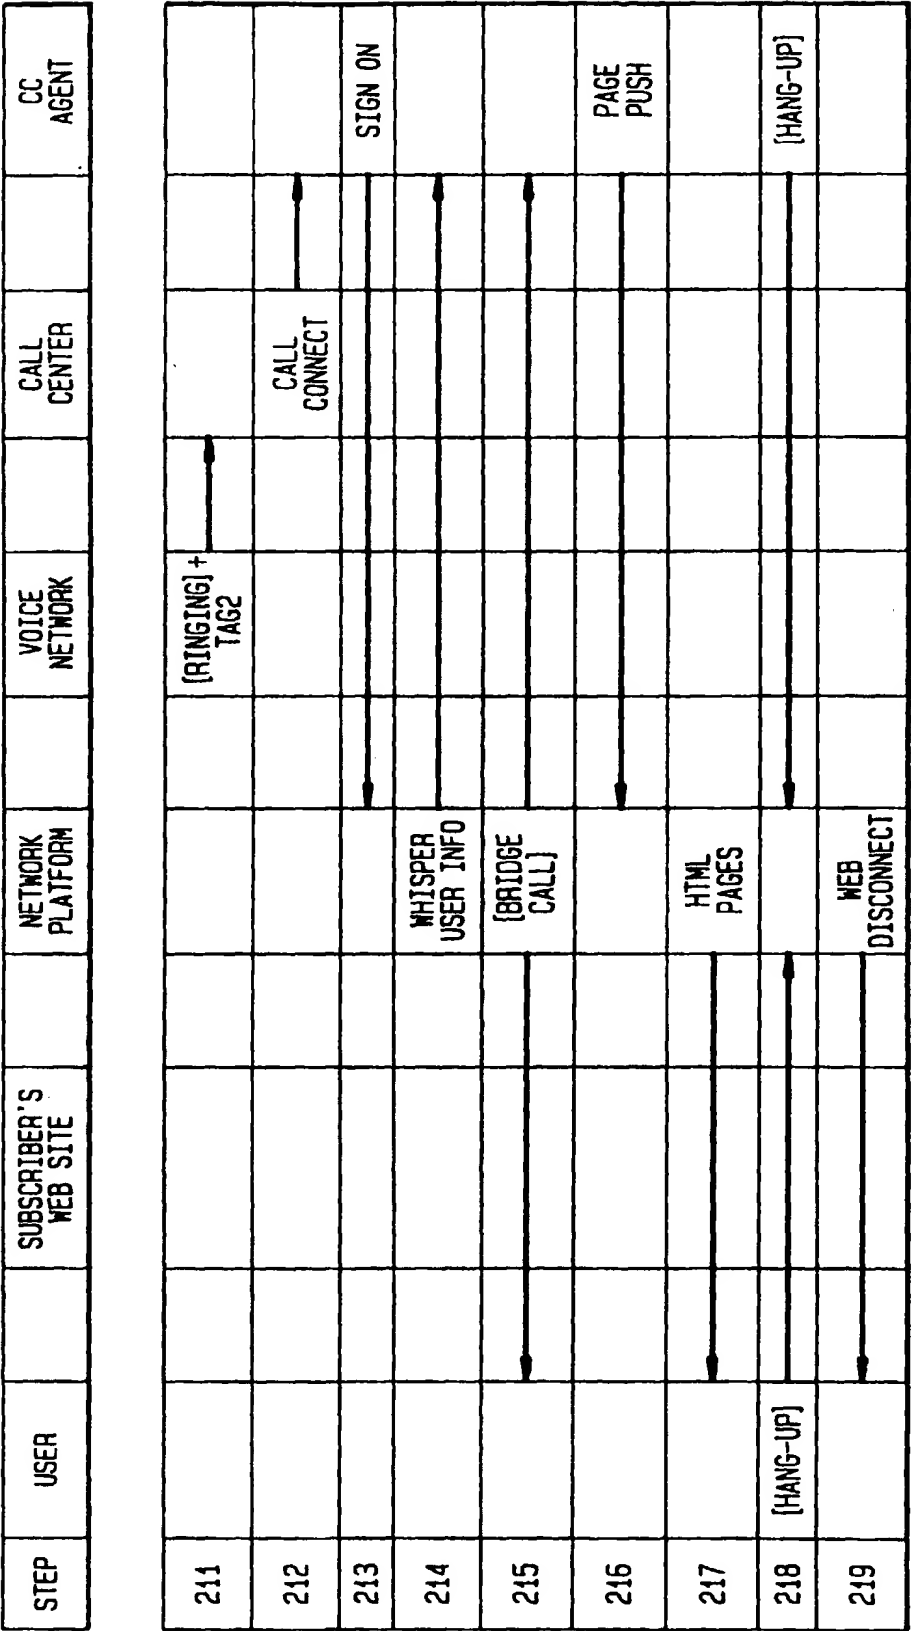 STEP
USER
SUBSCRIBER'S
WEB SITE
NETWORK
PLATFORM
VOICE
NETWORK
CALL
CENTER
CC
AGENT
211
[RINGING]+
TAG2
212
CALL
CONNECT
213
SIGN ON
214
WHISPER
USER INFO
215
[BRIDGE
CALL]
216
PAGE
PUSH
217
HTML
PAGES
218
[HANG-UP]
[HANG-UP]
219
WEB
DISCONNECT